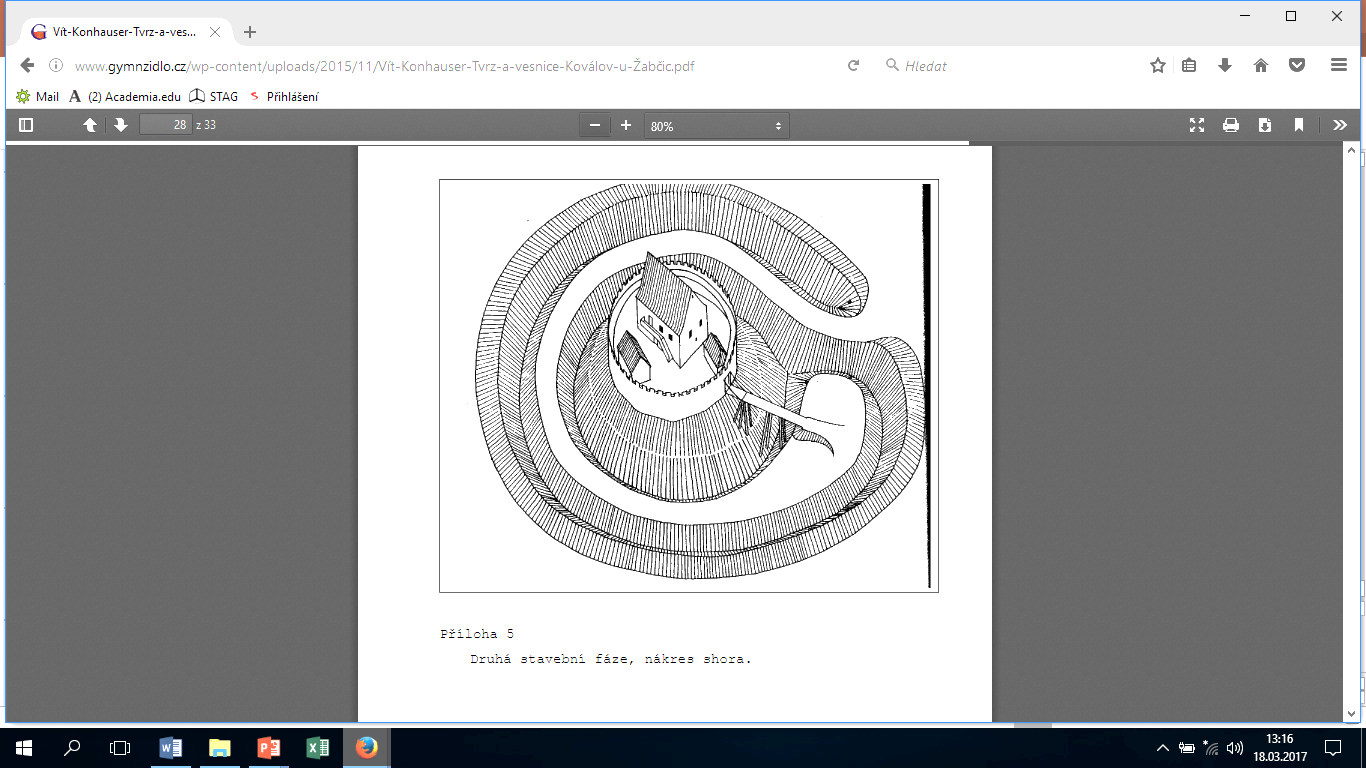 Vít-Konhauser-Tvrz-a-ves...
www.gymnzidlo.cz/wp-content/uploads/2015/11/Vít-Konhauser-Tvrz-a-vesnice-Koválov-u-Žabčic.pdf
Hledat
Mail
(2) Academia.edu
STAG
Přihlášení
28 z 33
80%
Příloha 5
Druhá stavební fáze, nákres shora.
13:16
18.03.2017